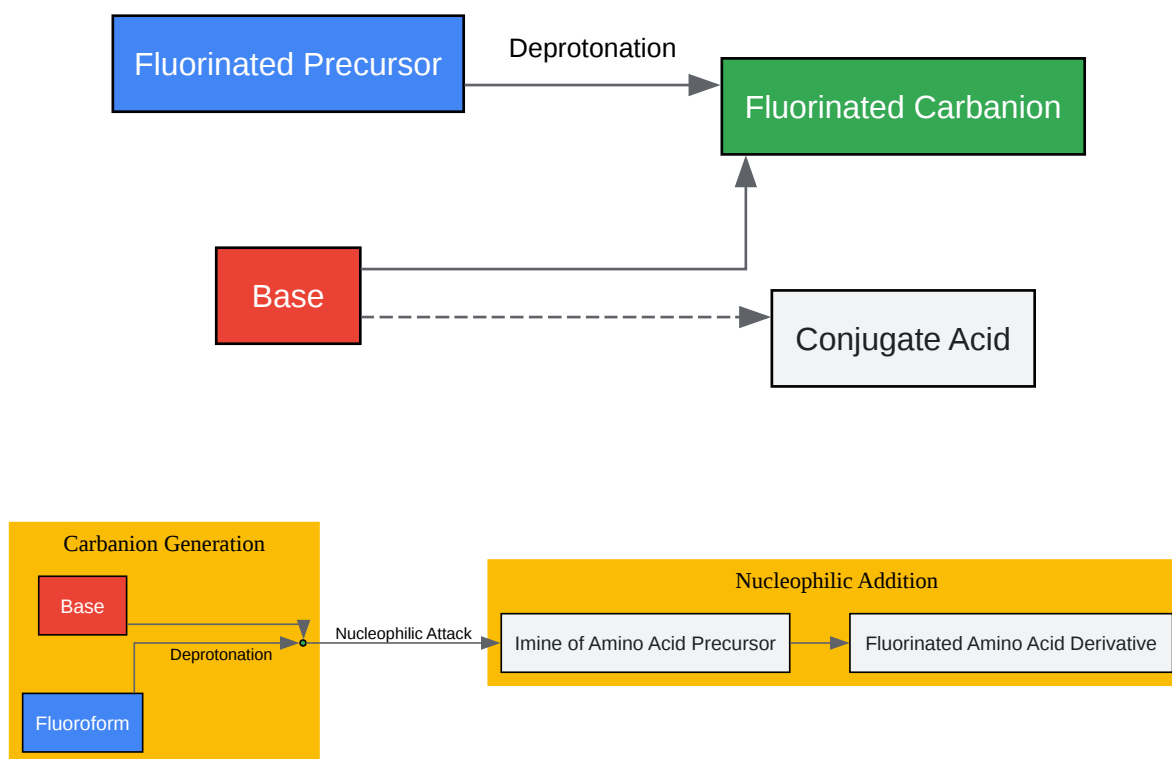 Fluorinated Precursor
Deprotonation
Fluorinated Carbanion
Base
Conjugate Acid
Carbanion Generation
Base
Deprotonation
Fluoroform
Nucleophilic Attack
Nucleophilic Addition
Imine of Amino Acid Precursor
Fluorinated Amino Acid Derivative